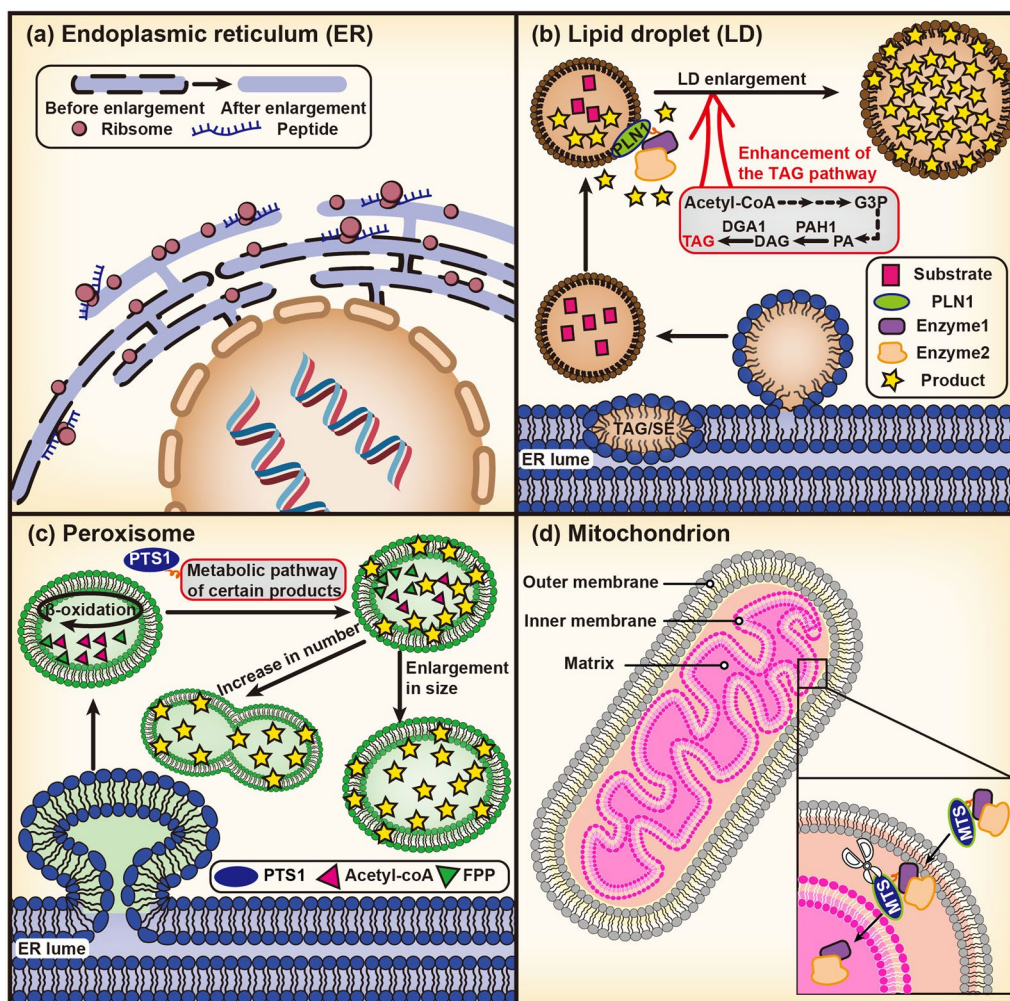 (a) Endoplasmic reticulum (ER)
Before enlargement
After enlargement
Ribsome
Peptide
(b) Lipid droplet (LD)
LD enlargement
PLN1
Enhancement of
the TAG pathway
Acetyl-CoA
G3P
DGA1
PAH1
TAG
DAG
PA
Substrate
PLN1
Enzyme1
Enzyme2
Product
TAG/SE
ER lume
(c) Peroxisome
PTS1
Metabolic pathway
of certain products
β-oxidation
Increase in number
Enlargement
in size
PTS1
Acetyl-coA
FPP
ER lume
(d) Mitochondrion
Outer membrane
Inner membrane
Matrix
MTS
MTS